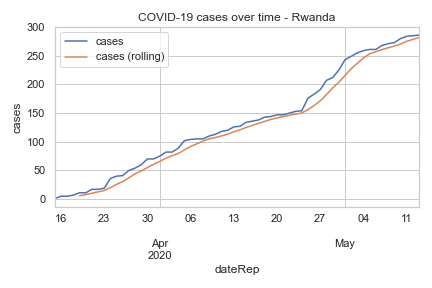 COVID-19 cases over time - Rwanda
300
250
200
150
100
50
0
cases
cases
cases (rolling)
16 23 30 06 13 20 27 04 11
Apr May
2020
dateRep